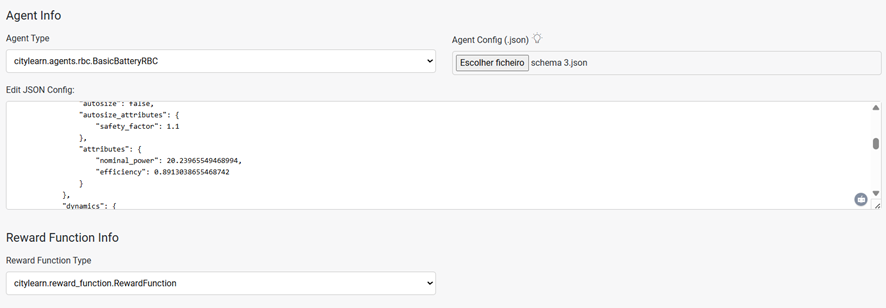 Agent Info
Agent Type
Agent Config (.json)
citylearn.agents.rbc.BasicBatteryRBC
Escolher ficheiro schema 3.json
Edit JSON Config:
"autosize": false,
"autosize_attributes": {
"safety_factor": 1.1
},
"attributes": {
"nominal_power": 20.23965549468994,
"efficiency": 0.8913038655468742
}
},
"dynamics": {
Reward Function Info
Reward Function Type
citylearn.reward_function.RewardFunction